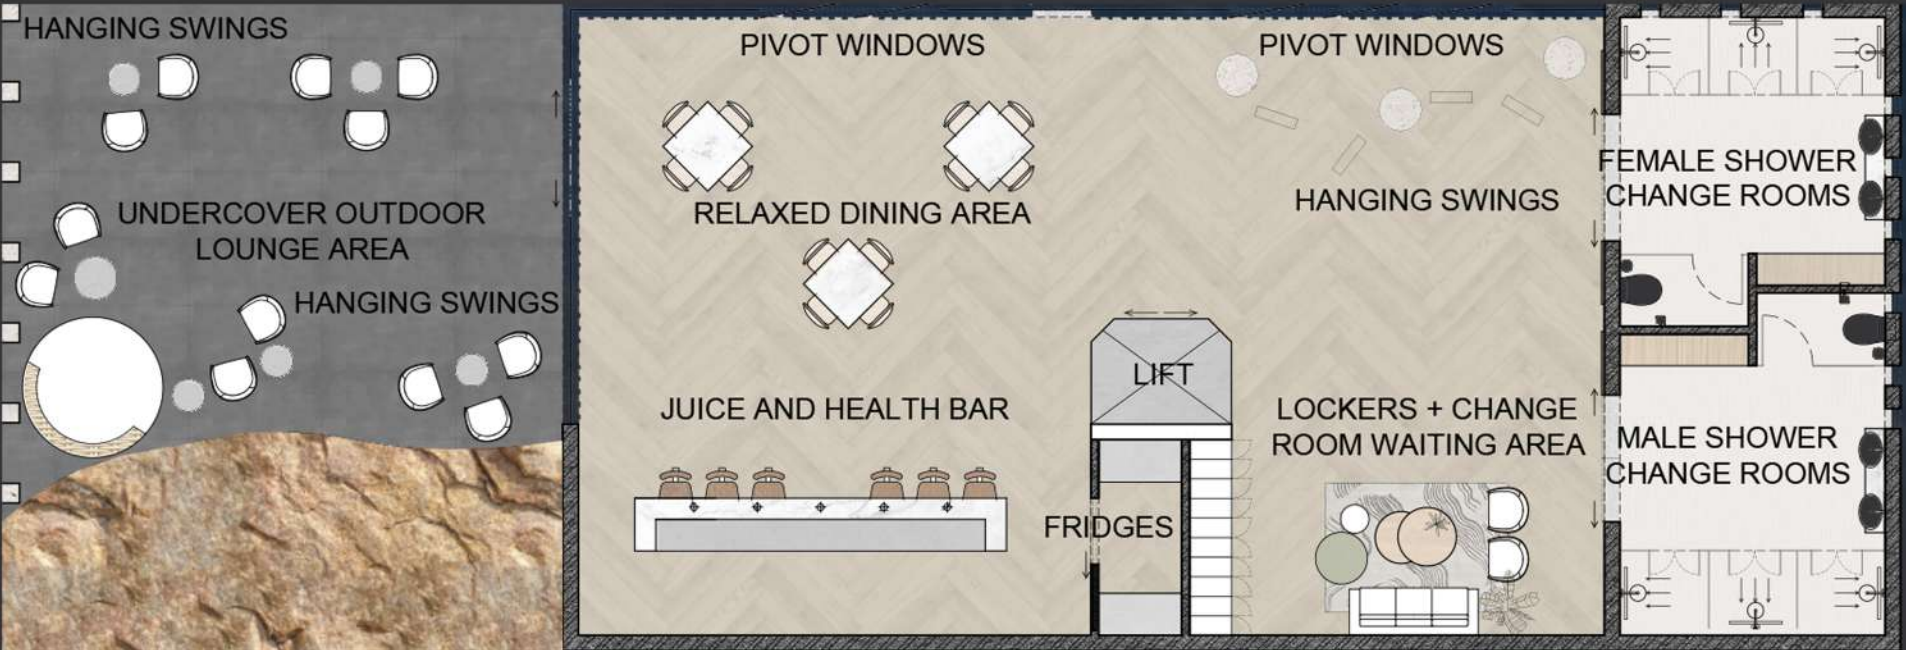 HANGING SWINGS
PIVOT WINDOWS
PIVOT WINDOWS
FEMALE SHOWER
CHANGE ROOMS
HANGING SWINGS
UNDERCOVER OUTDOOR
LOUNGE AREA
RELAXED DINING AREA
HANGING SWINGS
LIFT
JUICE AND HEALTH BAR
LOCKERS + CHANGE
ROOM WAITING AREA
MALE SHOWER
CHANGE ROOMS
FRIDGES